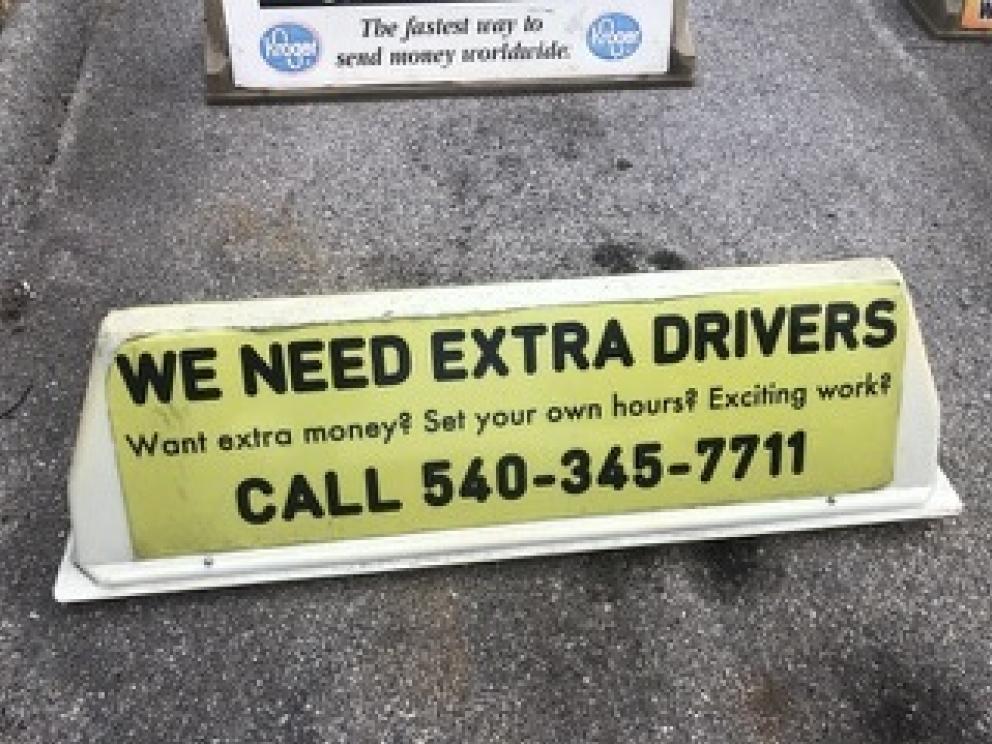 The fastest way to
Kroger send money worldwide. Kroger
WE NEED EXTRA DRIVERS
Want extra money? Set your own hours? Exciting work?
CALL 540-345-7711